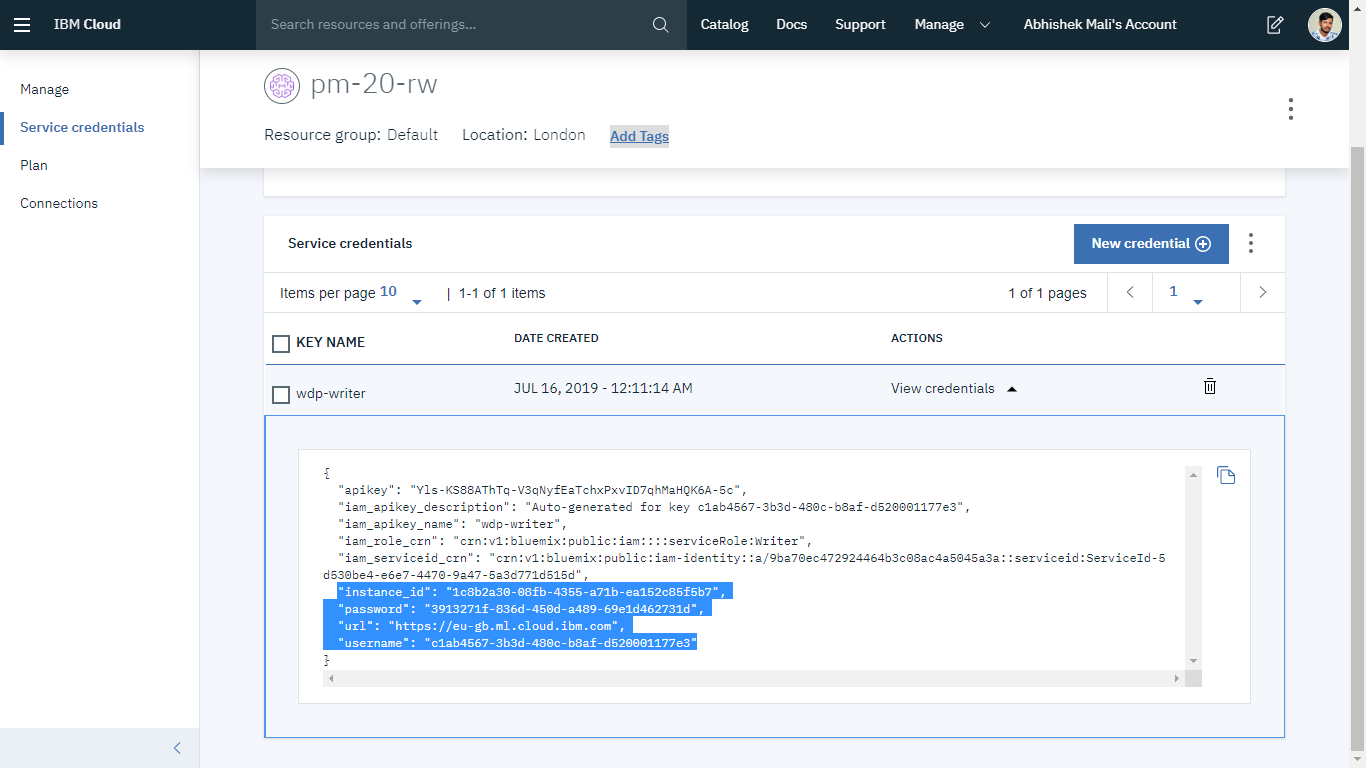 IBM Cloud
Search resources and offerings...
Catalog
Docs
Support
Manage
Abhishek Mali's Account
Manage
Service credentials
Plan
Connections
pm-20-rw
Resource group: Default Location: London Add Tags
Service credentials
New credential
Items per page 10 | 1-1 of 1 items
1 of 1 pages
1
KEY NAME DATE CREATED ACTIONS
wdp-writer JUL 16, 2019 - 12:11:14 AM View credentials
{
"apikey": "Yls-KS88AThTq-V3qNyfEaTchxPxvID7qhMaHQK6A-5c",
"iam_apikey_description": "Auto-generated for key c1ab4567-3b3d-480c-b8af-d520001177e3",
"iam_apikey_name": "wdp-writer",
"iam_role_crn": "crn:v1:bluemix:public:iam::::serviceRole:Writer",
"iam_serviceid_crn": "crn:v1:bluemix:public:iam-identity::a/9ba70ec472924464b3c08ac4a5045a3a::serviceid:ServiceId-5
d530be4-e6e7-4470-9a47-5a3d771d515d",
"instance_id": "1c8b2a30-08fb-4355-a71b-ea152c85f5b7",
"password": "3913271f-836d-450d-a489-69e1d462731d",
"url": "https://eu-gb.ml.cloud.ibm.com",
"username": "c1ab4567-3b3d-480c-b8af-d520001177e3"
}